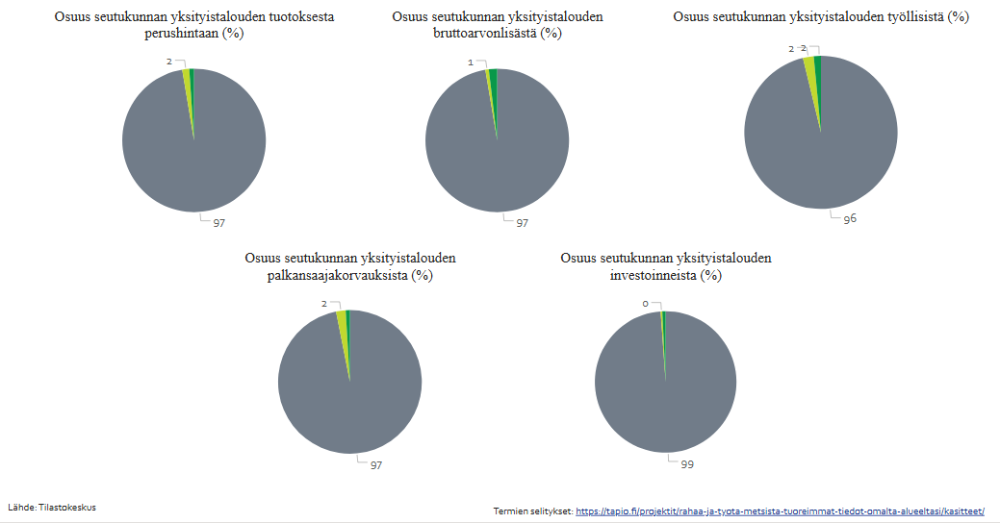 Osuus seutukunnan yksityistalouden tuotoksesta
perushintaan (%)
2
97
Osuus seutukunnan yksityistalouden
bruttoarvonlisästä (%)
1
97
Osuus seutukunnan yksityistalouden työllisistä (%)
2 2
96
Osuus seutukunnan yksityistalouden
palkansaajakorvauksista (%)
2
97
Osuus seutukunnan yksityistalouden
investoinneista (%)
0
99
Lähde: Tilastokeskus
Termien selitykset: https://tapio.fi/projektit/rahaa-ja-tyota-metsista-tuoreimmat-tiedot-omalta-alueeltasi/kasitteet/